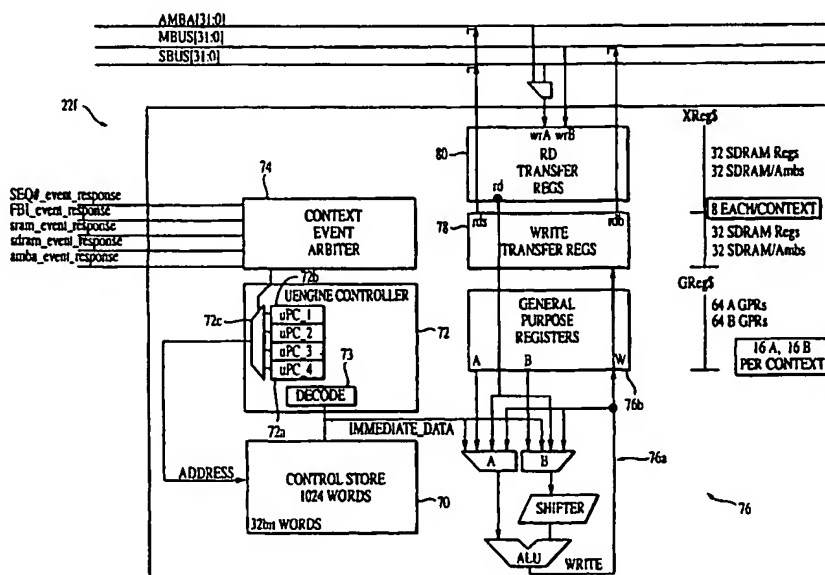 AMBA[31:0]
MBUS[31:0]
SBUS[31:0]
22f
XReg$
wrA wrB
80
RD
TRANSFER
REGS
rd
32 SDRAM Regs
32 SDRAM/Ambs
74
SEQ#_event_response
FBI_event_response
sram_event_response
sdram_event_response
amba_event_response
CONTEXT
EVENT
ARBITER
8 EACH/CONTEXT
78
rds
rdb
WRITE
TRANSFER REGS
32 SDRAM Regs
32 SDRAM/Ambs
GReg$
72b
UENGINE CONTROLLER
72c
uPC_1
uPC_2
uPC_3
uPC_4
72
73
DECODE
72a
GENERAL
PURPOSE
REGISTERS
A
B
W
64 A GPRs
64 B GPRs
16 A, 16 B
PER CONTEXT
76b
IMMEDIATE_DATA
A
B
76a
ADDRESS
CONTROL STORE
1024 WORDS
32bit WORDS
70
SHIFTER
76
ALU
WRITE